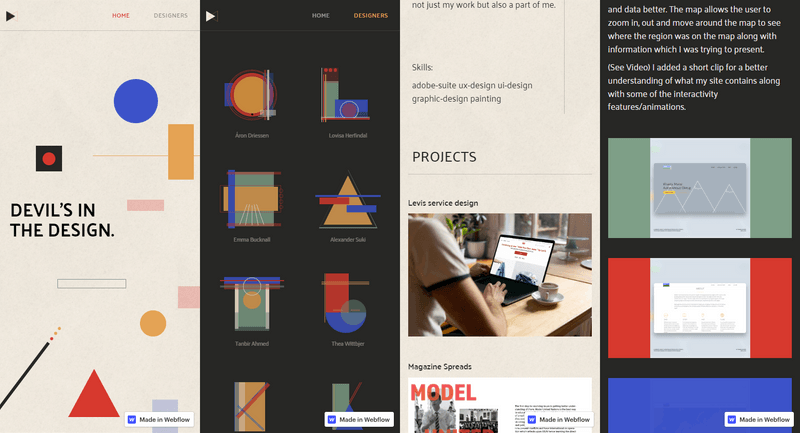 HOME
DESIGNERS
DEVIL'S IN
THE DESIGN.
Made in Webflow
HOME
DESIGNERS
Áron Driessen
Lovisa Herlindal
Emma Bucknall
Alexander Suki
Tanbir Ahmed
Thea Wittbjer
Made in Webflow
not just my work but also a part of me.
Skills:
adobe-suite ux-design ui-design
graphic-design painting
PROJECTS
Levis service design
Magazine Spreads
MODEL
Made in Webflow
and data better. The map allows the user to
zoom in, out and move around the map to see
where the region was on the map along with
information which I was trying to present.
(See Video) I added a short clip for a better
understanding of what my site contains along
with some of the interactivity
features/animations.
Made in Webflow